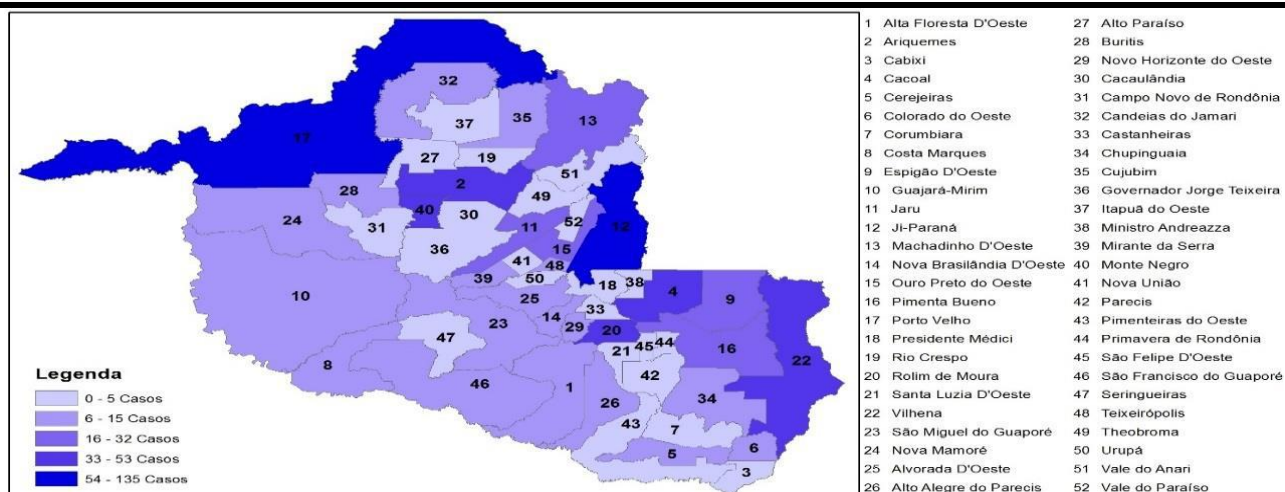 1 Alta Floresta D'Oeste
2 Ariquemes
3 Cabixi
4 Cacoal
5 Cerejeiras
6 Colorado do Oeste
7 Corumbiara
8 Costa Marques
9 Espigão D'Oeste
10 Guajará-Mirim
11 Jaru
12 Ji-Paraná
13 Machadinho D'Oeste
14 Nova Brasilândia D'Oeste
15 Ouro Preto do Oeste
16 Pimenta Bueno
17 Porto Velho
18 Presidente Médici
19 Rio Crespo
20 Rolim de Moura
21 Santa Luzia D'Oeste
22 Vilhena
23 São Miguel do Guaporé
24 Nova Mamoré
25 Alvorada D'Oeste
26 Alto Alegre do Parecis
27 Alto Paraíso
28 Buritis
29 Novo Horizonte do Oeste
30 Cacaulândia
31 Campo Novo de Rondônia
32 Candeias do Jamari
33 Castanheiras
34 Chupinguaia
35 Cujubim
36 Governador Jorge Teixeira
37 Itapuã do Oeste
38 Ministro Andreazza
39 Mirante da Serra
40 Monte Negro
41 Nova União
42 Parecis
43 Pimenteiras do Oeste
44 Primavera de Rondônia
45 São Felipe D'Oeste
46 São Francisco do Guaporé
47 Seringueiras
48 Teixeirópolis
49 Theobroma
50 Urupá
51 Vale do Anari
52 Vale do Paraíso
32
37
35
13
17
27
19
51
2
28
49
40
30
24
52
31
11
12
36
15
41
48
39
50
18
38
10
25
4
9
33
23
14
29
20
47
45
44
16
21
22
8
42
46
1
26
34
43
7
5
6
3
Legenda
0 - 5 Casos
6 - 15 Casos
16 - 32 Casos
33 - 53 Casos
54 - 135 Casos